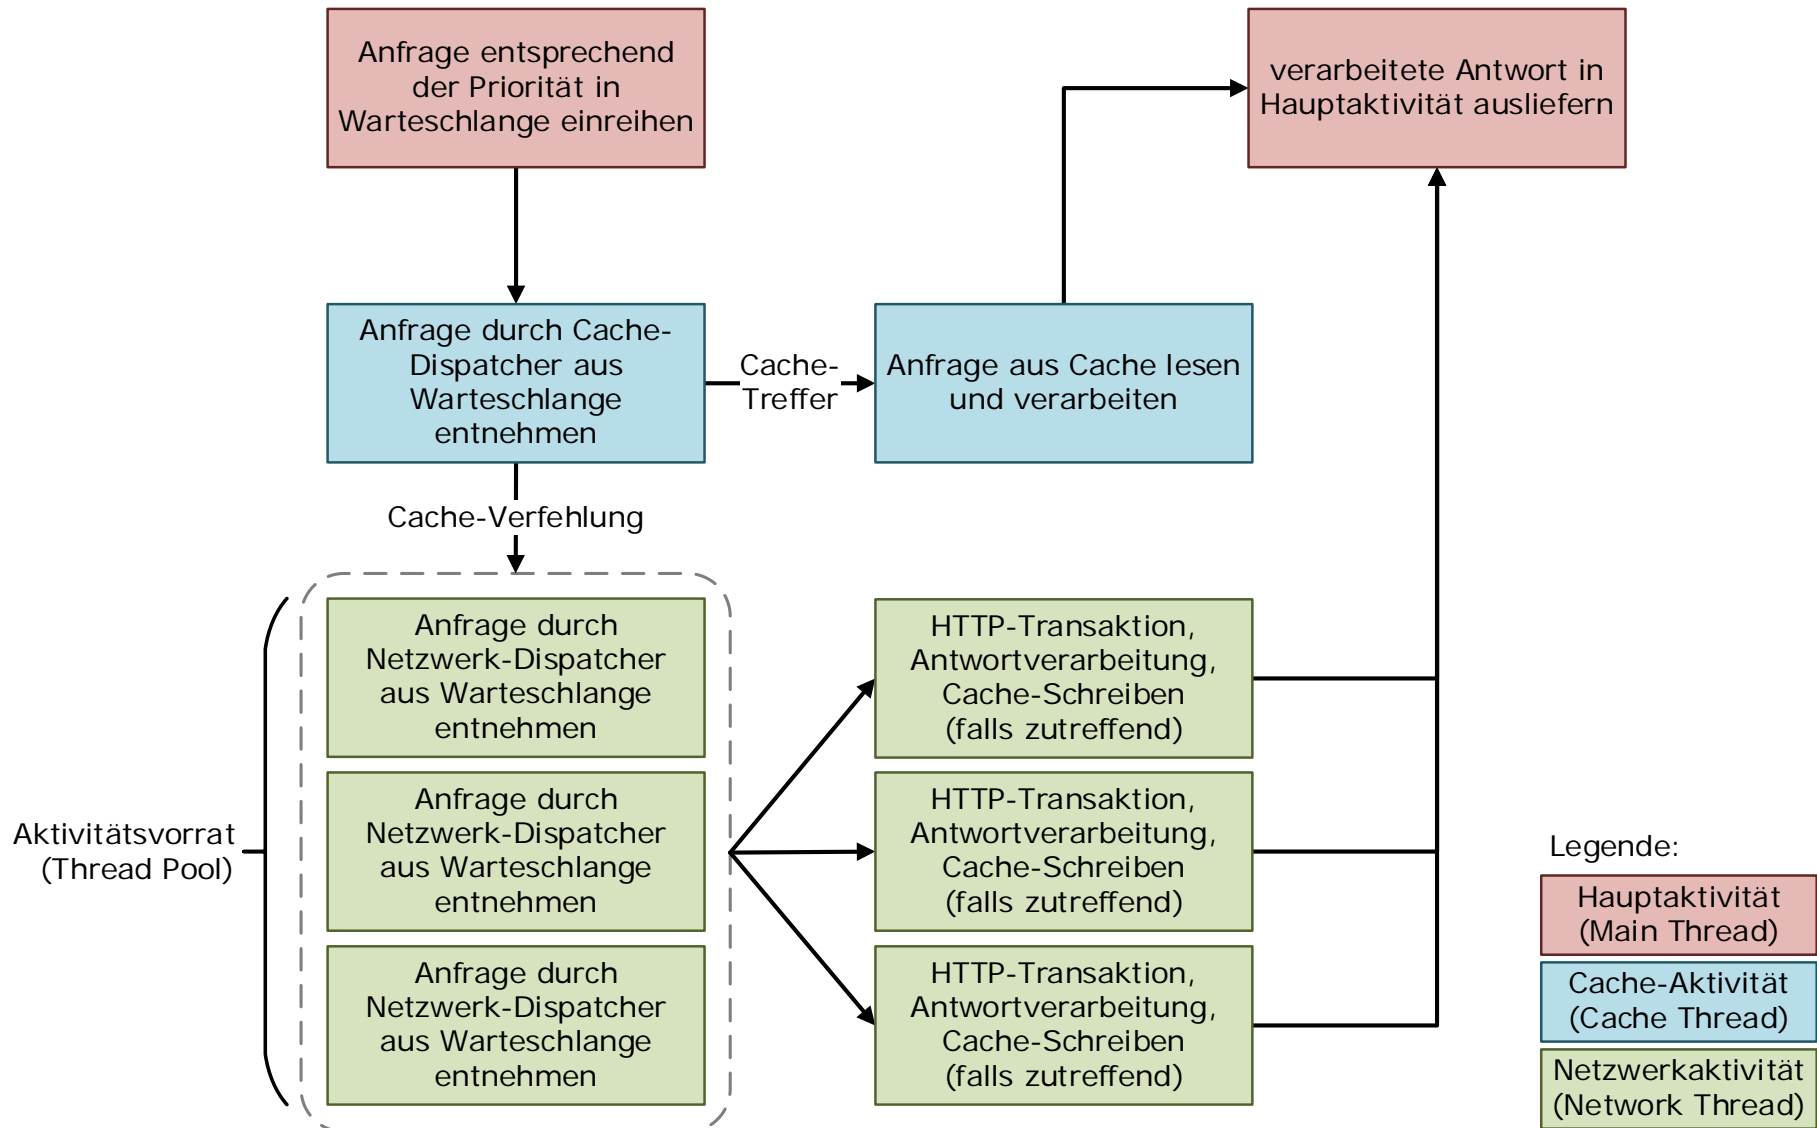 Anfrage entsprechend
der Priorität in
Warteschlange einreihen
verarbeitete Antwort in
Hauptaktivität ausliefern
Anfrage durch Cache-
Dispatcher aus
Warteschlange
entnehmen
Cache-
Treffer
Anfrage aus Cache lesen
und verarbeiten
Cache-Verfehlung
Aktivitätsvorrat
(Thread Pool)
Anfrage durch
Netzwerk-Dispatcher
aus Warteschlange
entnehmen
HTTP-Transaktion,
Antwortverarbeitung,
Cache-Schreiben
(falls zutreffend)
Anfrage durch
Netzwerk-Dispatcher
aus Warteschlange
entnehmen
HTTP-Transaktion,
Antwortverarbeitung,
Cache-Schreiben
(falls zutreffend)
Anfrage durch
Netzwerk-Dispatcher
aus Warteschlange
entnehmen
HTTP-Transaktion,
Antwortverarbeitung,
Cache-Schreiben
(falls zutreffend)
Legende:
Hauptaktivität
(Main Thread)
Cache-Aktivität
(Cache Thread)
Netzwerkaktivität
(Network Thread)